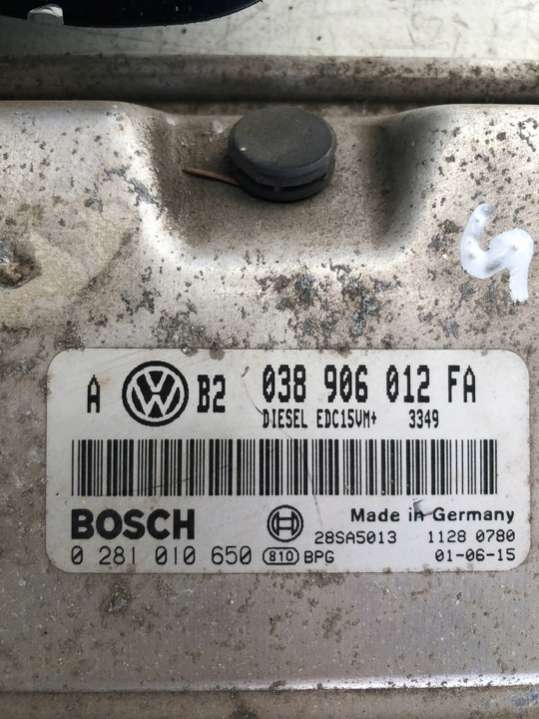 A VW B2 038 906 012 FA
DIESEL EDC15VM+ 3349
BOSCH Made in Germany
28SA5013 1128 0780
0 281 010 650 810 BPG 01-06-15